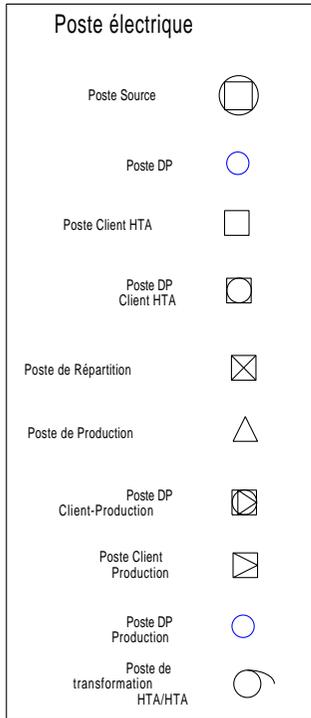 Poste électrique
Poste Source
Poste DP
Poste Client HTA
Poste DP
Client HTA
Poste de Répartition
Poste de Production
Poste DP
Client-Production
Poste Client
Production
Poste DP
Production
Poste de
transformation
HTA/HTA